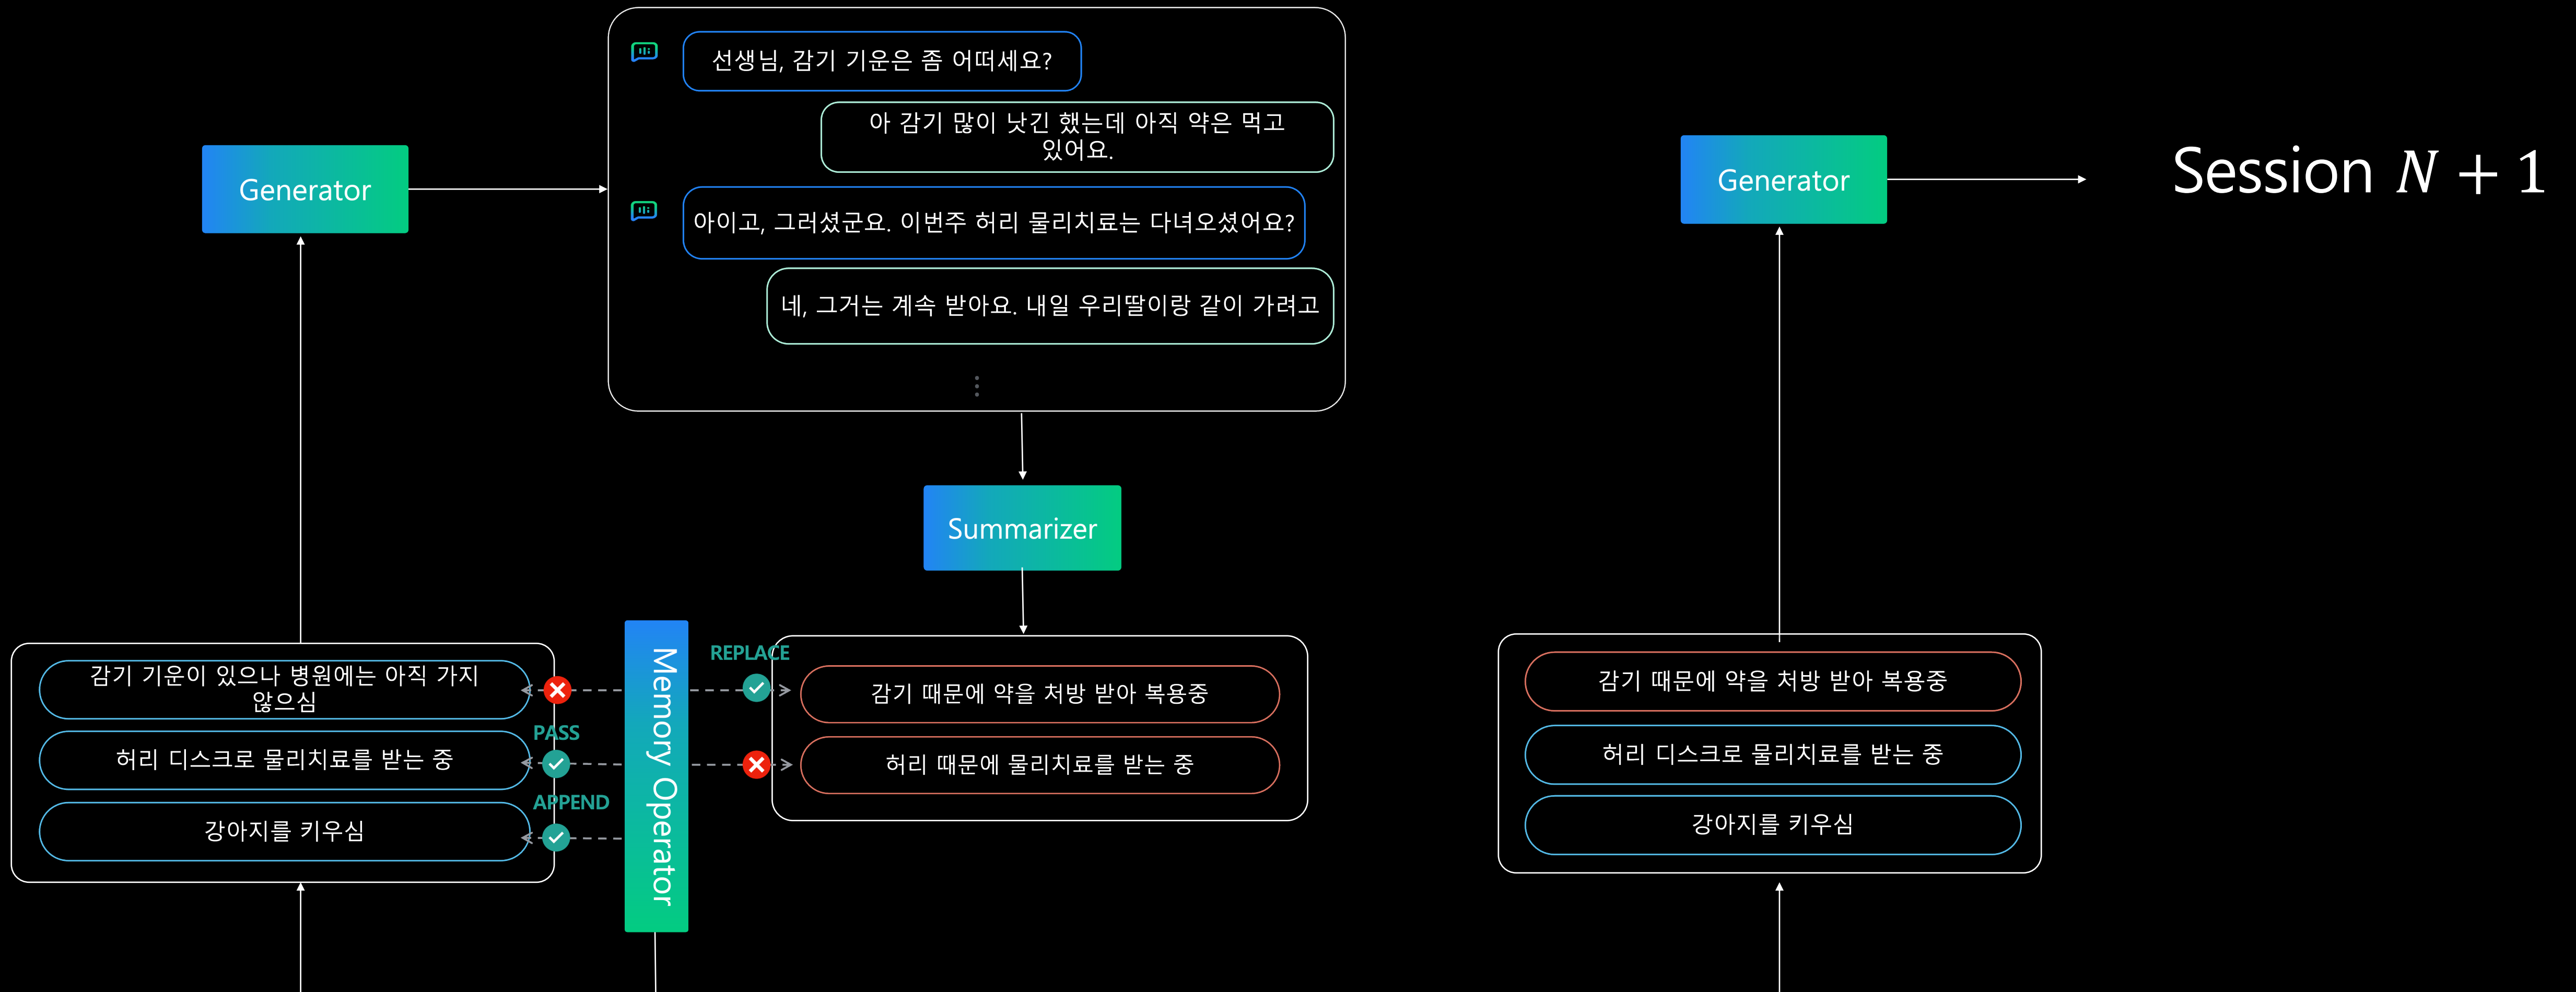 선생님, 감기 기운은 좀 어떠세요?
아 감기 많이 낫긴 했는데 아직 약은 먹고
있어요.
아이고, 그러셨군요. 이번주 허리 물리치료는 다녀오셨어요?
네, 그거는 계속 받아요. 내일 우리딸이랑 같이 가려고
Generator
Summarizer
감기 기운이 있으나 병원에는 아직 가지
않으심
허리 디스크로 물리치료를 받는 중
강아지를 키우심
PASS
APPEND
Memory Operator
REPLACE
감기 때문에 약을 처방 받아 복용중
허리 때문에 물리치료를 받는 중
Generator
Session N + 1
감기 때문에 약을 처방 받아 복용중
허리 디스크로 물리치료를 받는 중
강아지를 키우심